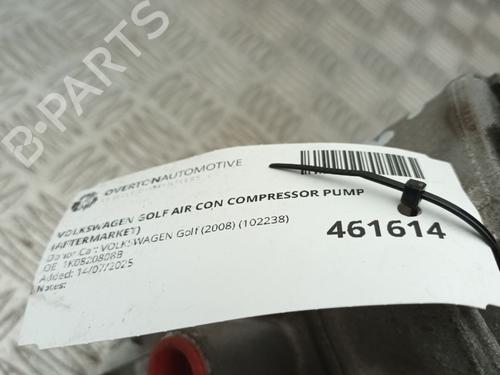 OVERTONAUTOMOTIVE
VOLKSWAGEN GOLF AIR CON COMPRESSOR PUMP
(AFTERMARKET)
Donor Car: VOLKSWAGEN Golf (2008) (102238)
OE: 1K0820808B
Added: 14/07/2025
Notes:
461614
B-PARTS